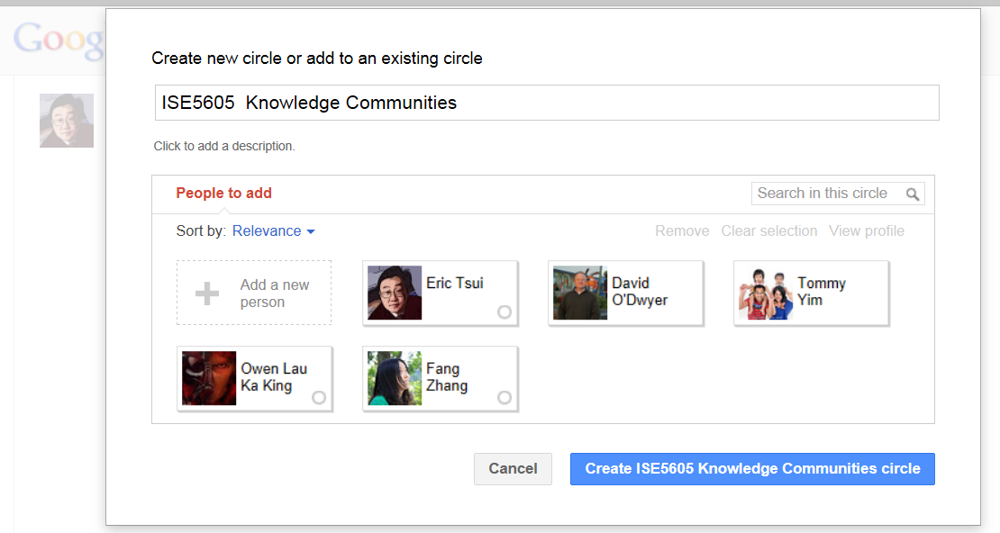 Goog
Create new circle or add to an existing circle
ISE5605  Knowledge Communities
Click to add a description.
People to add
Search in this circle
Sort by: Relevance
Remove Clear selection View profile
Add a new
person
Eric Tsui
David
O'Dwyer
Tommy
Yim
Owen Lau
Ka King
Fang
Zhang
Cancel
Create ISE5605 Knowledge Communities circle